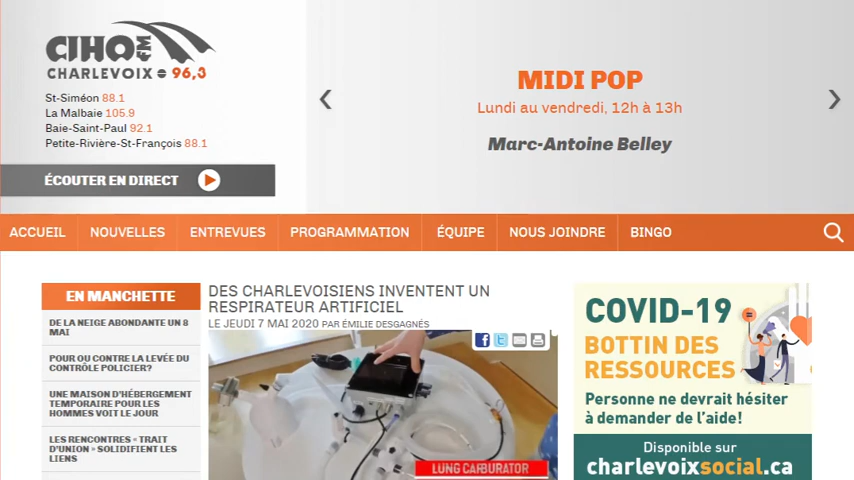 CIHO FM
CHARLEVOIX 96,3
St-Siméon 88.1
La Malbaie 105.9
Baie-Saint-Paul 92.1
Petite-Rivière-St-François 88.1
ÉCOUTER EN DIRECT
MIDI POP
Lundi au vendredi, 12h à 13h
Marc-Antoine Belley
ACCUEIL NOUVELLES ENTREVUES PROGRAMMATION ÉQUIPE NOUS JOINDRE BINGO
EN MANCHETTE
DE LA NEIGE ABONDANTE UN 8
MAI
POUR OU CONTRE LA LEVÉE DU
CONTRÔLE POLICIER?
UNE MAISON D'HÉBERGEMENT
TEMPORAIRE POUR LES
HOMMES VOIT LE JOUR
LES RENCONTRES « TRAIT
D'UNION » SOLIDIFIENT LES
LIENS
DES CHARLEVOISIENS INVENTENT UN
RESPIRATEUR ARTIFICIEL
LE JEUDI 7 MAI 2020 PAR ÉMILIE DESGAGNÉS
LUNG CARBURATOR
COVID-19
BOTTIN DES
RESSOURCES
Personne ne devrait hésiter
à demander de l'aide!
Disponible sur
charlevoixsocial.ca